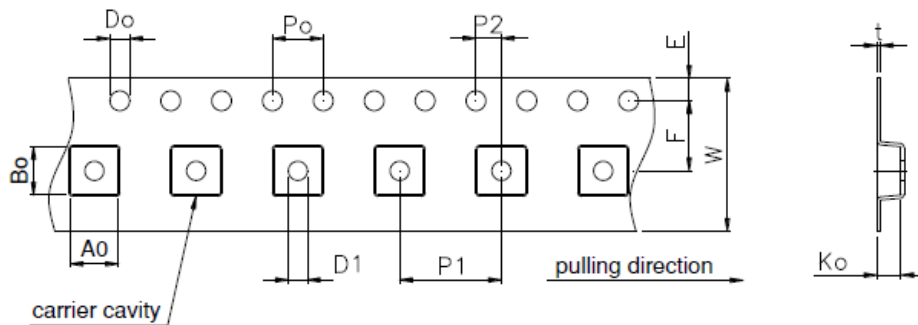 Do
Po
P2
E
t
Bo
F
W
A0
D1
P1
pulling direction
Ko
carrier cavity